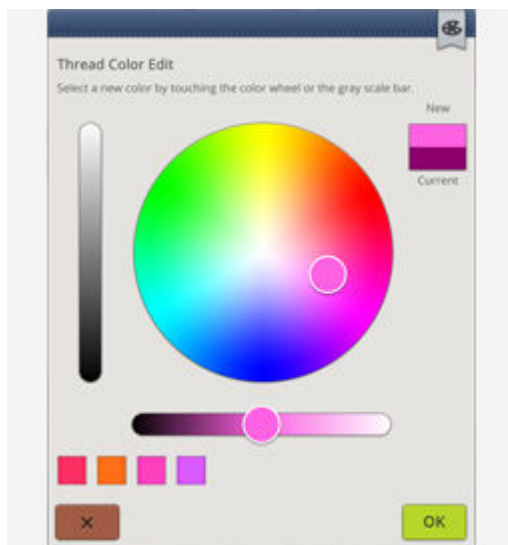 Thread Color Edit
Select a new color by touching the color wheel or the gray scale bar.
New
Current
OK